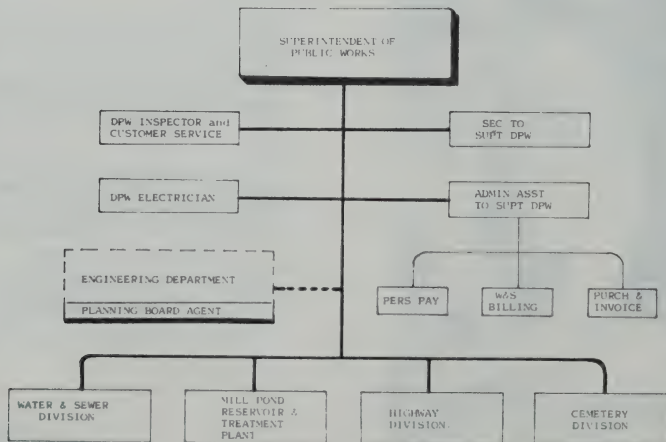 SUPERINTENDENT OF
PUBLIC WORKS
DPW INSPECTOR and
CUSTOMER SERVICE
SEC TO
SUPT DPW
DPW ELECTRICIAN
ADMIN ASST
TO SUPT DPW
ENGINEERING DEPARTMENT
PLANNING BOARD AGENT
PERS PAY
W&S
BILLING
PURCH &
INVOICE
WATER & SEWER
DIVISION
MILL POND
RESERVOIR &
TREATMENT
PLANT
HIGHWAY
DIVISION
CEMETERY
DIVISION